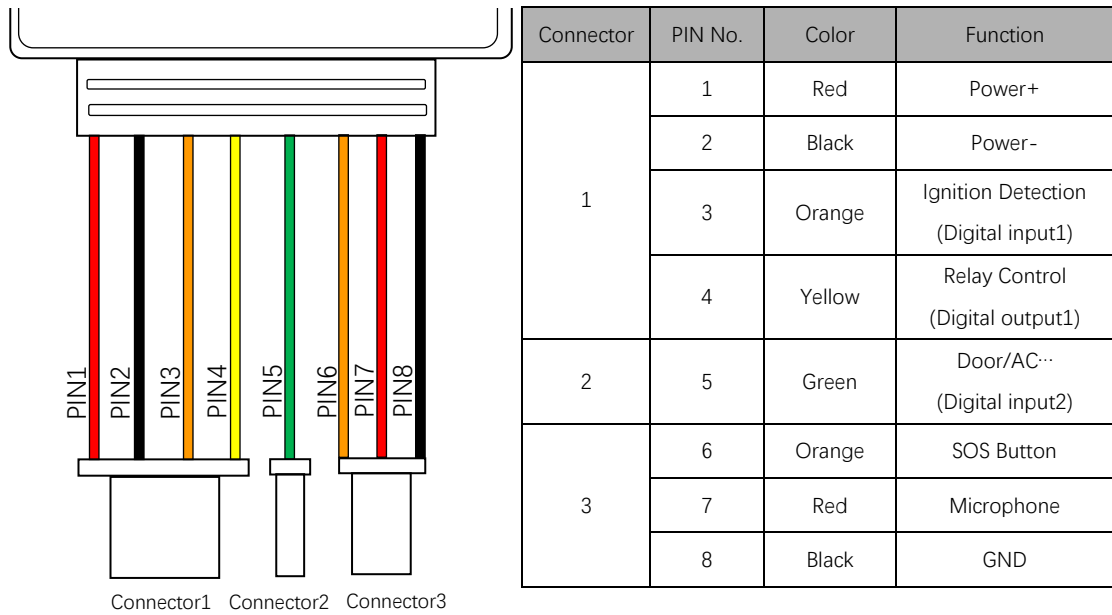 PIN1 PIN2 PIN3 PIN4 PIN5 PIN6 PIN7 PIN8
Connector1 Connector2 Connector3
Connector PIN No. Color Function
1
1 Red Power+
2 Black Power-
3 Orange Ignition Detection
(Digital input1)
4 Yellow Relay Control
(Digital output1)
2
5 Green Door/AC…
(Digital input2)
3
6 Orange SOS Button
7 Red Microphone
8 Black GND